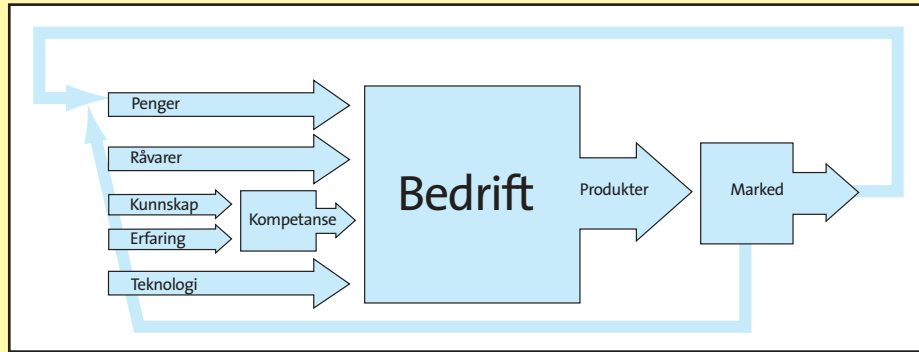 Penger
Råvarer
Kunnskap
Erfaring
Kompetanse
Teknologi
Bedrift
Produkter
Marked